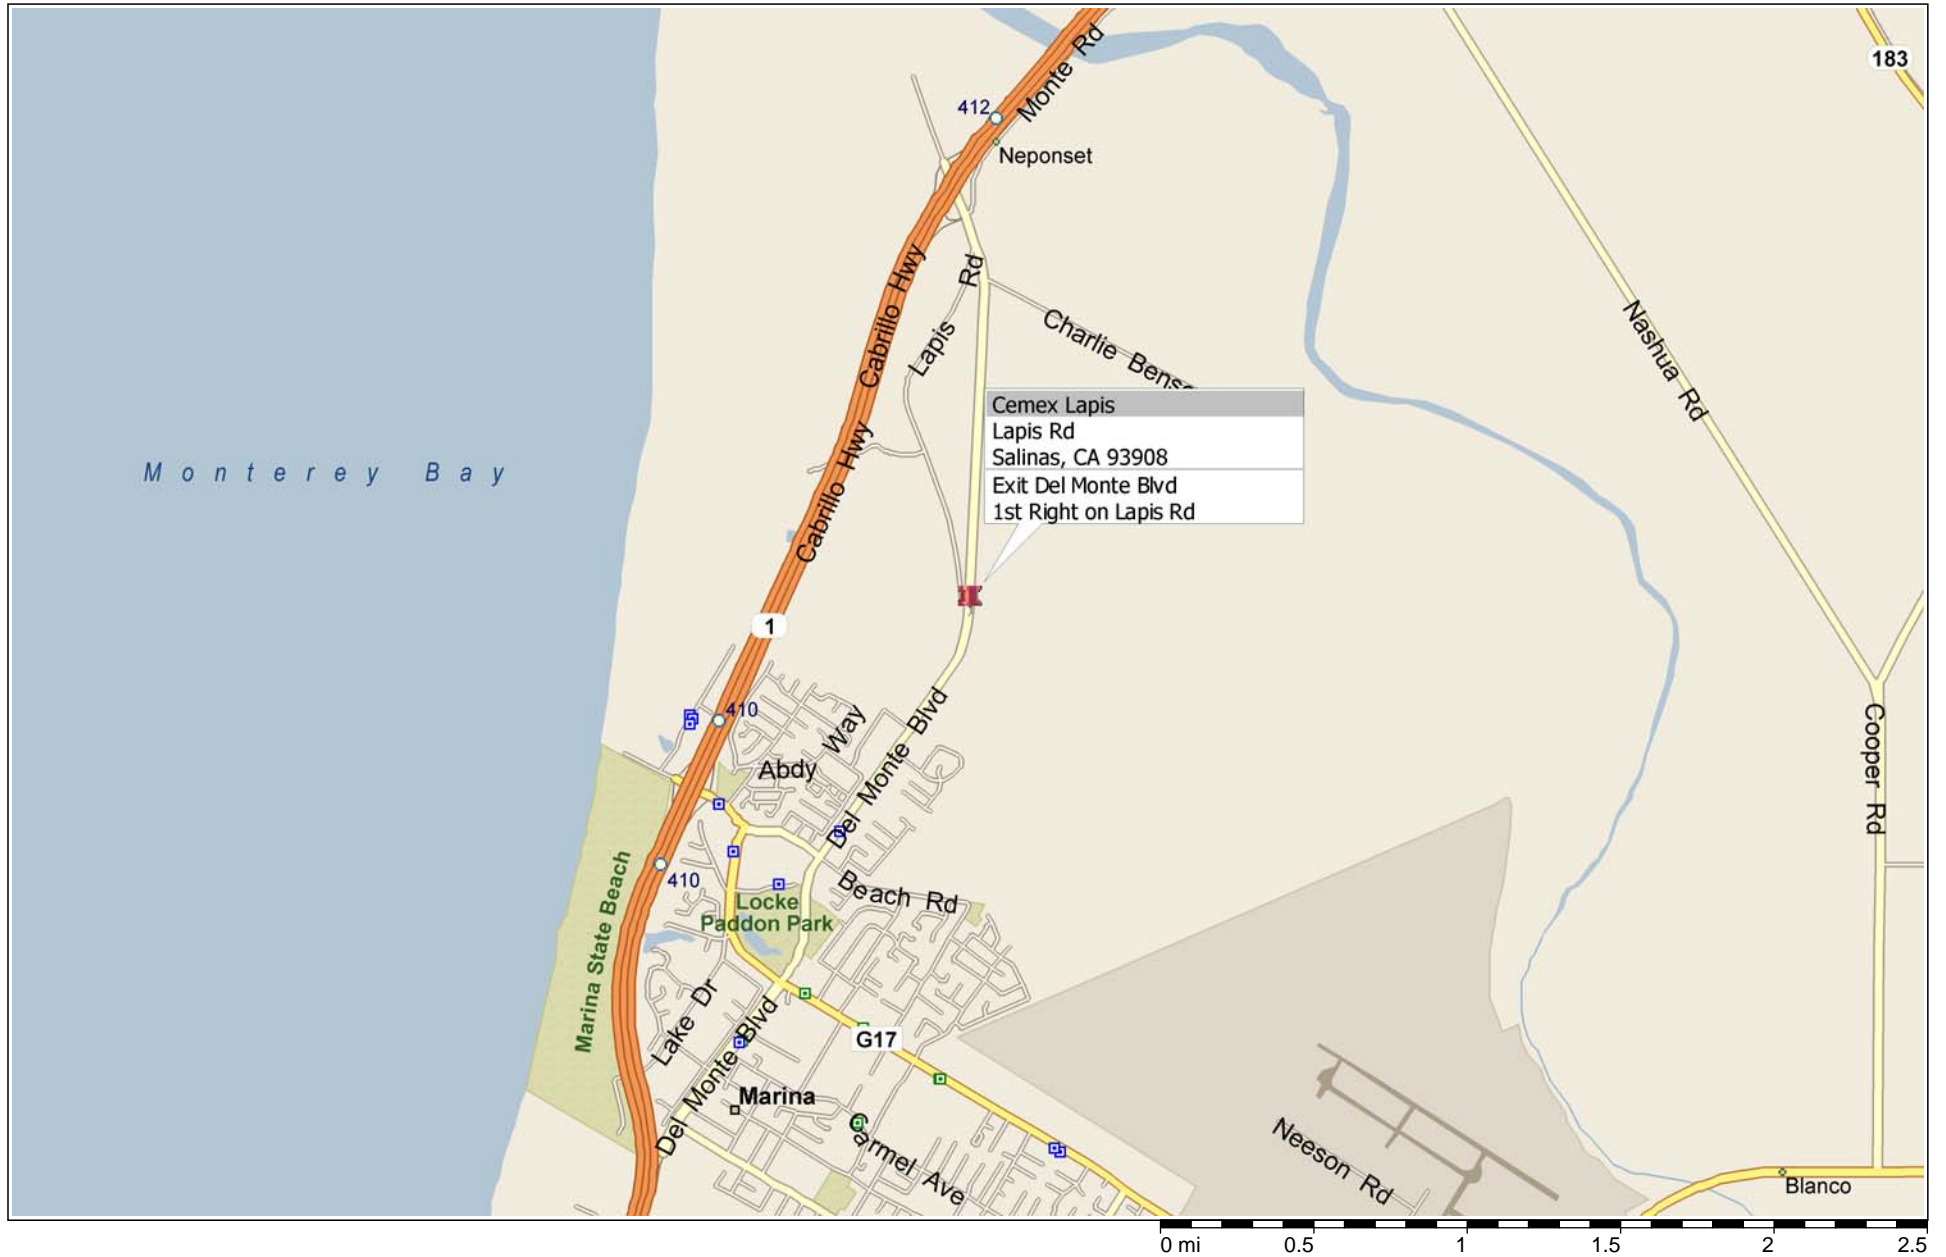 183
412
Monte Rd
Neponset
Rd
Cabrillo Hwy
Lapis
Charlie Bens
Nashua Rd
Cemex Lapis
Lapis Rd
Salinas, CA 93908
Exit Del Monte Blvd
1st Right on Lapis Rd
Monterey Bay
Cabrillo Hwy
1
410
Abdy Way
Del Monte Blvd
Cooper Rd
410
Beach Rd
Locke
Paddon Park
Marina State Beach
Lake Dr
Del Monte Blvd
G17
Marina
Carmel Ave
Neeson Rd
Blanco
0 mi 0.5 1 1.5 2 2.5